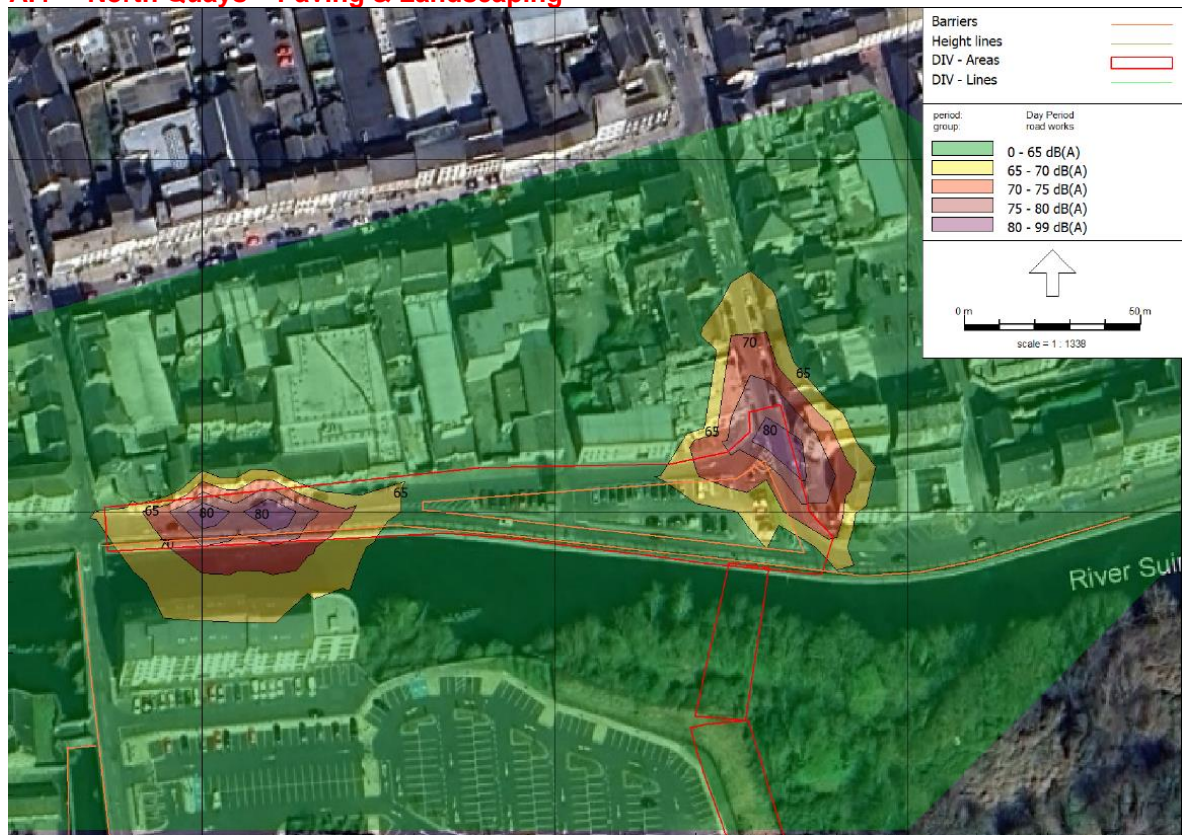 North Quays – Paving & Landscaping
Barriers
Height lines
DIV - Areas
DIV - Lines
period: Day Period
group: road works
0 - 65 dB(A)
65 - 70 dB(A)
70 - 75 dB(A)
75 - 80 dB(A)
80 - 99 dB(A)
0 m 50 m
scale = 1 : 1338
70
65
65
80
65
65
80
80
70
River Suir